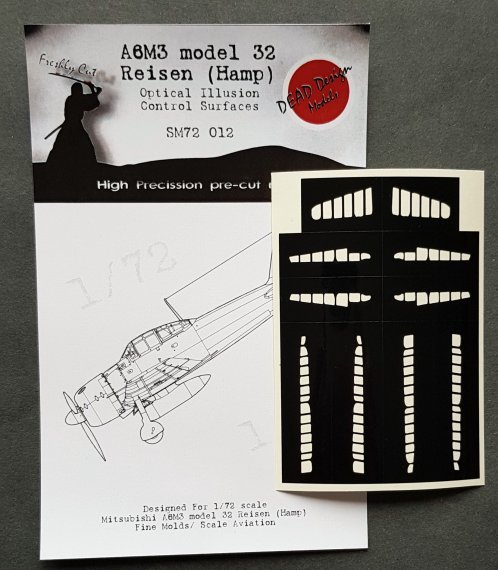 A6M3 model 32
Reisen (Hamp)
Freshly Cut
Optical Illusion
Control Surfaces
SM72 012
DEAD Design
Models
High Precission pre-cut
1/72
Designed For 1/72 scale
Mitsubishi A6M3 model 32 Reisen (Hamp)
Fine Molds/ Scale Aviation